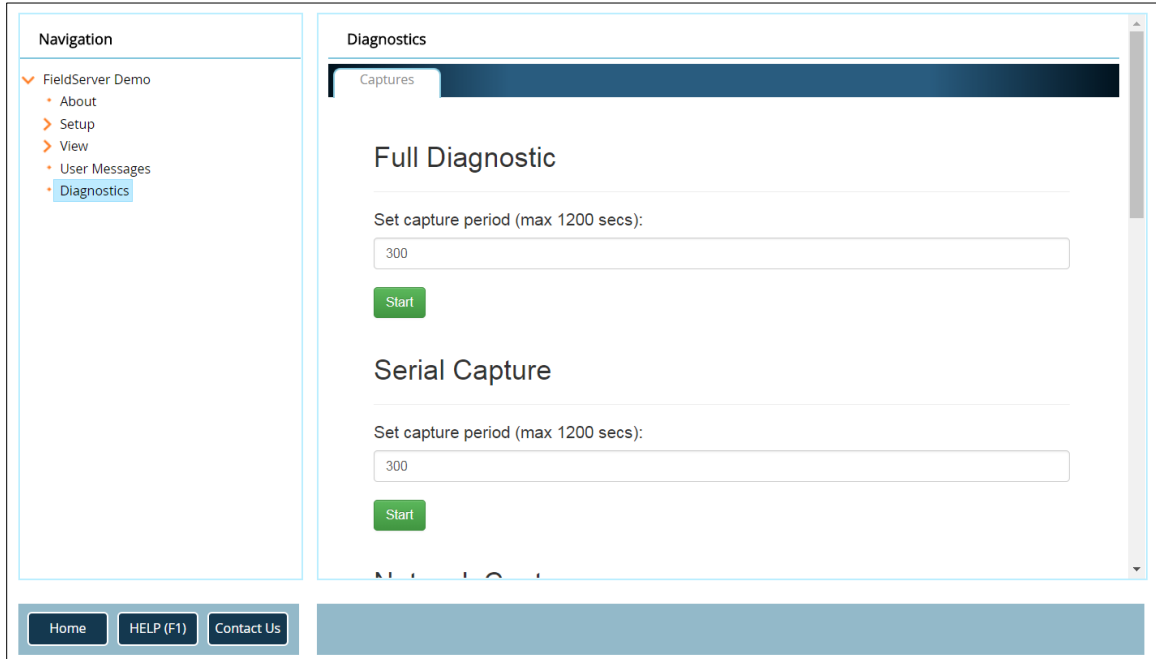 Navigation
FieldServer Demo
About
Setup
View
User Messages
Diagnostics
Diagnostics
Captures
Full Diagnostic
Set capture period (max 1200 secs):
300
Start
Serial Capture
Set capture period (max 1200 secs):
300
Start
Home
HELP (F1)
Contact Us